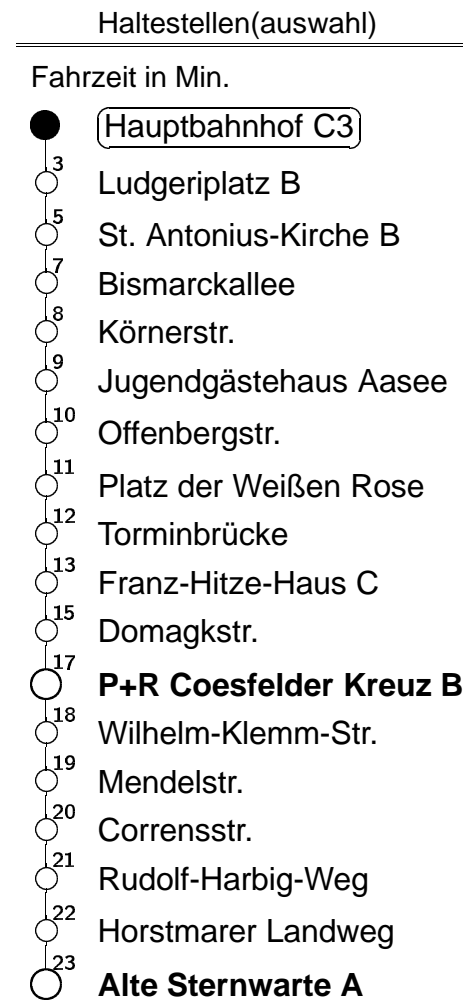 Haltestellen(auswahl)
Fahrzeit in Min.
Hauptbahnhof C3
3 Ludgeriplatz B
5 St. Antonius-Kirche B
7 Bismarckallee
8 Körnerstr.
9 Jugendgästehaus Aasee
10 Offenbergstr.
11 Platz der Weißen Rose
12 Torminbrücke
13 Franz-Hitze-Haus C
15 Domagkstr.
17 P+R Coesfelder Kreuz B
18 Wilhelm-Klemm-Str.
19 Mendelstr.
20 Corrensstr.
21 Rudolf-Harbig-Weg
22 Horstmarer Landweg
23 Alte Sternwarte A